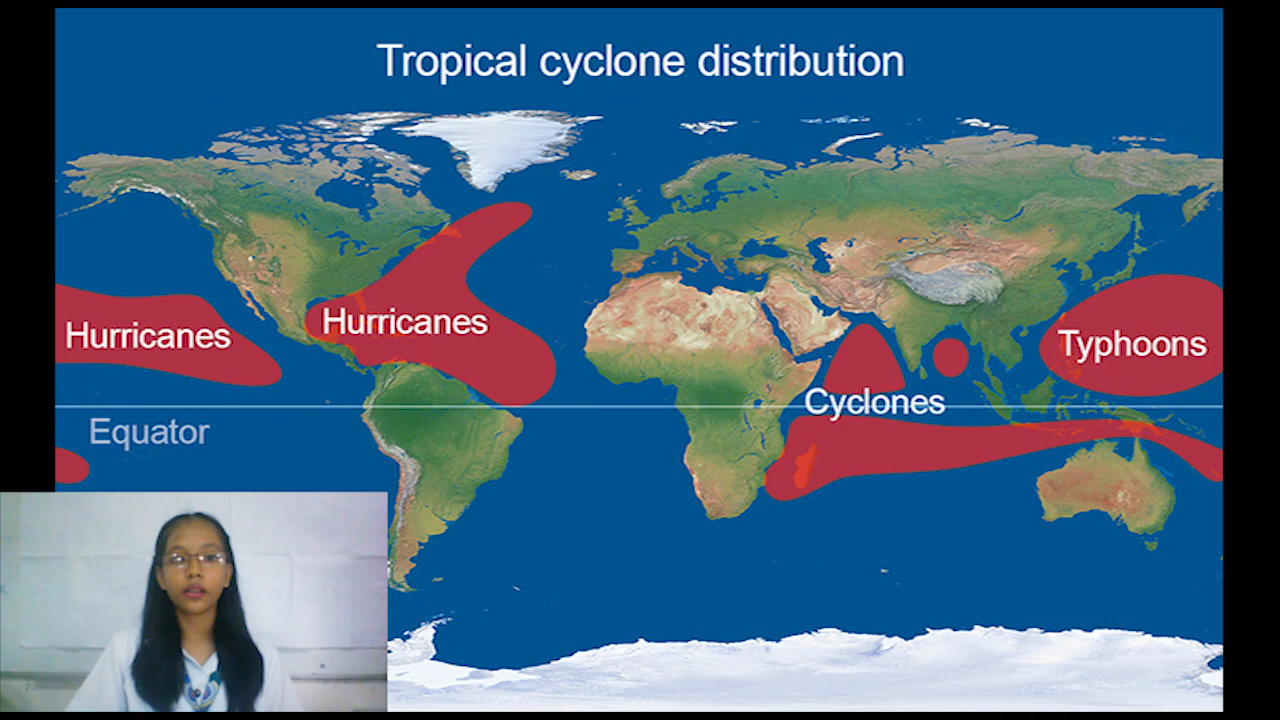 Tropical cyclone distribution
Hurricanes
Hurricanes
Typhoons
Cyclones
Equator